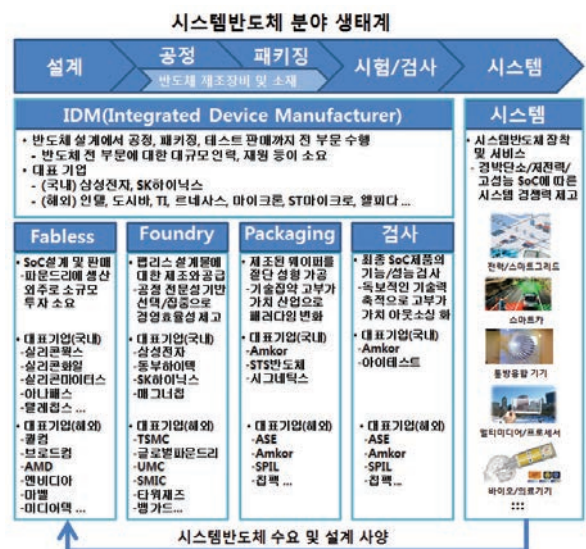 시스템반도체 분야 생태계
설계
공정
패키징
시험/검사
시스템
반도체 제조장비 및 소재
IDM(Integrated Device Manufacturer)
• 반도체 설계에서 공정, 패키징, 테스트 판매까지 전 부문 수행
- 반도체 전 부문에 대한 대규모 인력, 재원 등이 소요
• 대표 기업
- (국내) 삼성전자, SK하이닉스
- (해외) 인텔, 도시바, TI, 르네사스, 마이크론, ST마이크로, 엘피다 ...
Fabless
• SoC설계 및 판매
-파운드리에 생산
외주로 소규모
투자 소요
• 대표기업(국내)
-실리콘웍스
-실리콘화일
-실리콘마이터스
-아나패스
-텔레칩스 ...
• 대표기업(해외)
-퀄컴
-브로드컴
-AMD
-엔비디아
-마벨
-미디어텍 ...
Foundry
• 팹리스 설계물에
대한 제조와 공급
-공정 전문성 기반
선택/집중으로
경영효율성 제고
• 대표기업(국내)
-삼성전자
-동부하이텍
-SK하이닉스
-매그너칩
• 대표기업(해외)
-TSMC
-글로벌파운드리
-UMC
-SMIC
-타워재즈
-뱅가드...
Packaging
• 제조된 웨이퍼를
절단 성형 가공
-기술집약 고부가
가치 산업으로
패러다임 변화
• 대표기업(국내)
-Amkor
-STS반도체
-시그네틱스
• 대표기업(해외)
-ASE
-Amkor
-SPIL
-칩팩 ...
검사
• 최종 SoC제품의
기능/성능검사
-독보적인 기술력
축적으로 고부가
가치 아웃소싱 화
• 대표기업(국내)
-Amkor
-아이테스트
• 대표기업(해외)
-ASE
-Amkor
-SPIL
-칩팩 ...
시스템
• 시스템반도체 장착
및 서비스
- 경박단소/저전력/
고성능 SoC에 따른
시스템 경쟁력 제고
전력/스마트그리드
스마트카
통방융합 기기
멀티미디어/프로세서
바이오/의료기기
시스템반도체 수요 및 설계 사양